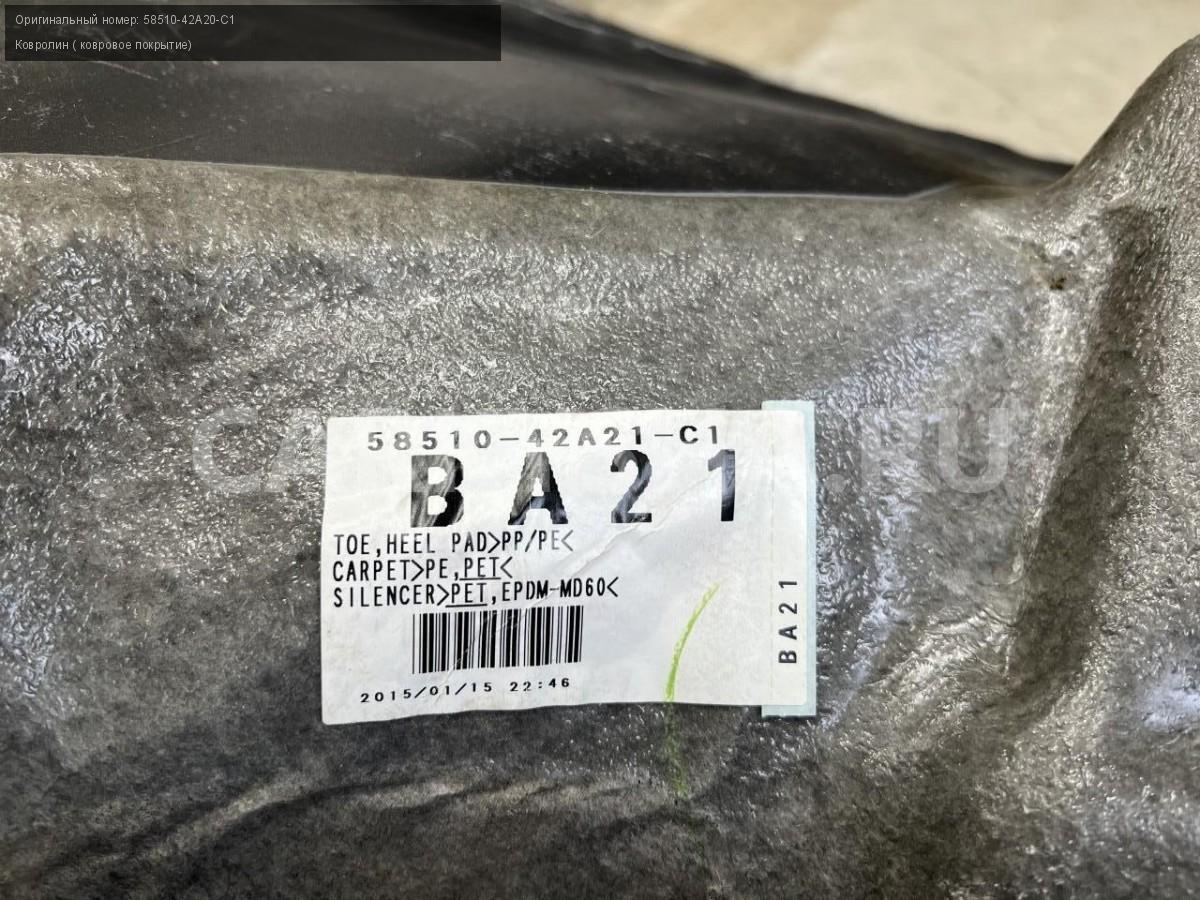 Оригинальный номер: 58510-42A20-C1
Ковролин ( ковровое покрытие)
58510-42A21-C1
BA21
TOE,HEEL PAD>PP/PE<
CARPET>PE,PET<
SILENCER>PET,EPDM-MD60<
BA21
2015/01/15 22:46